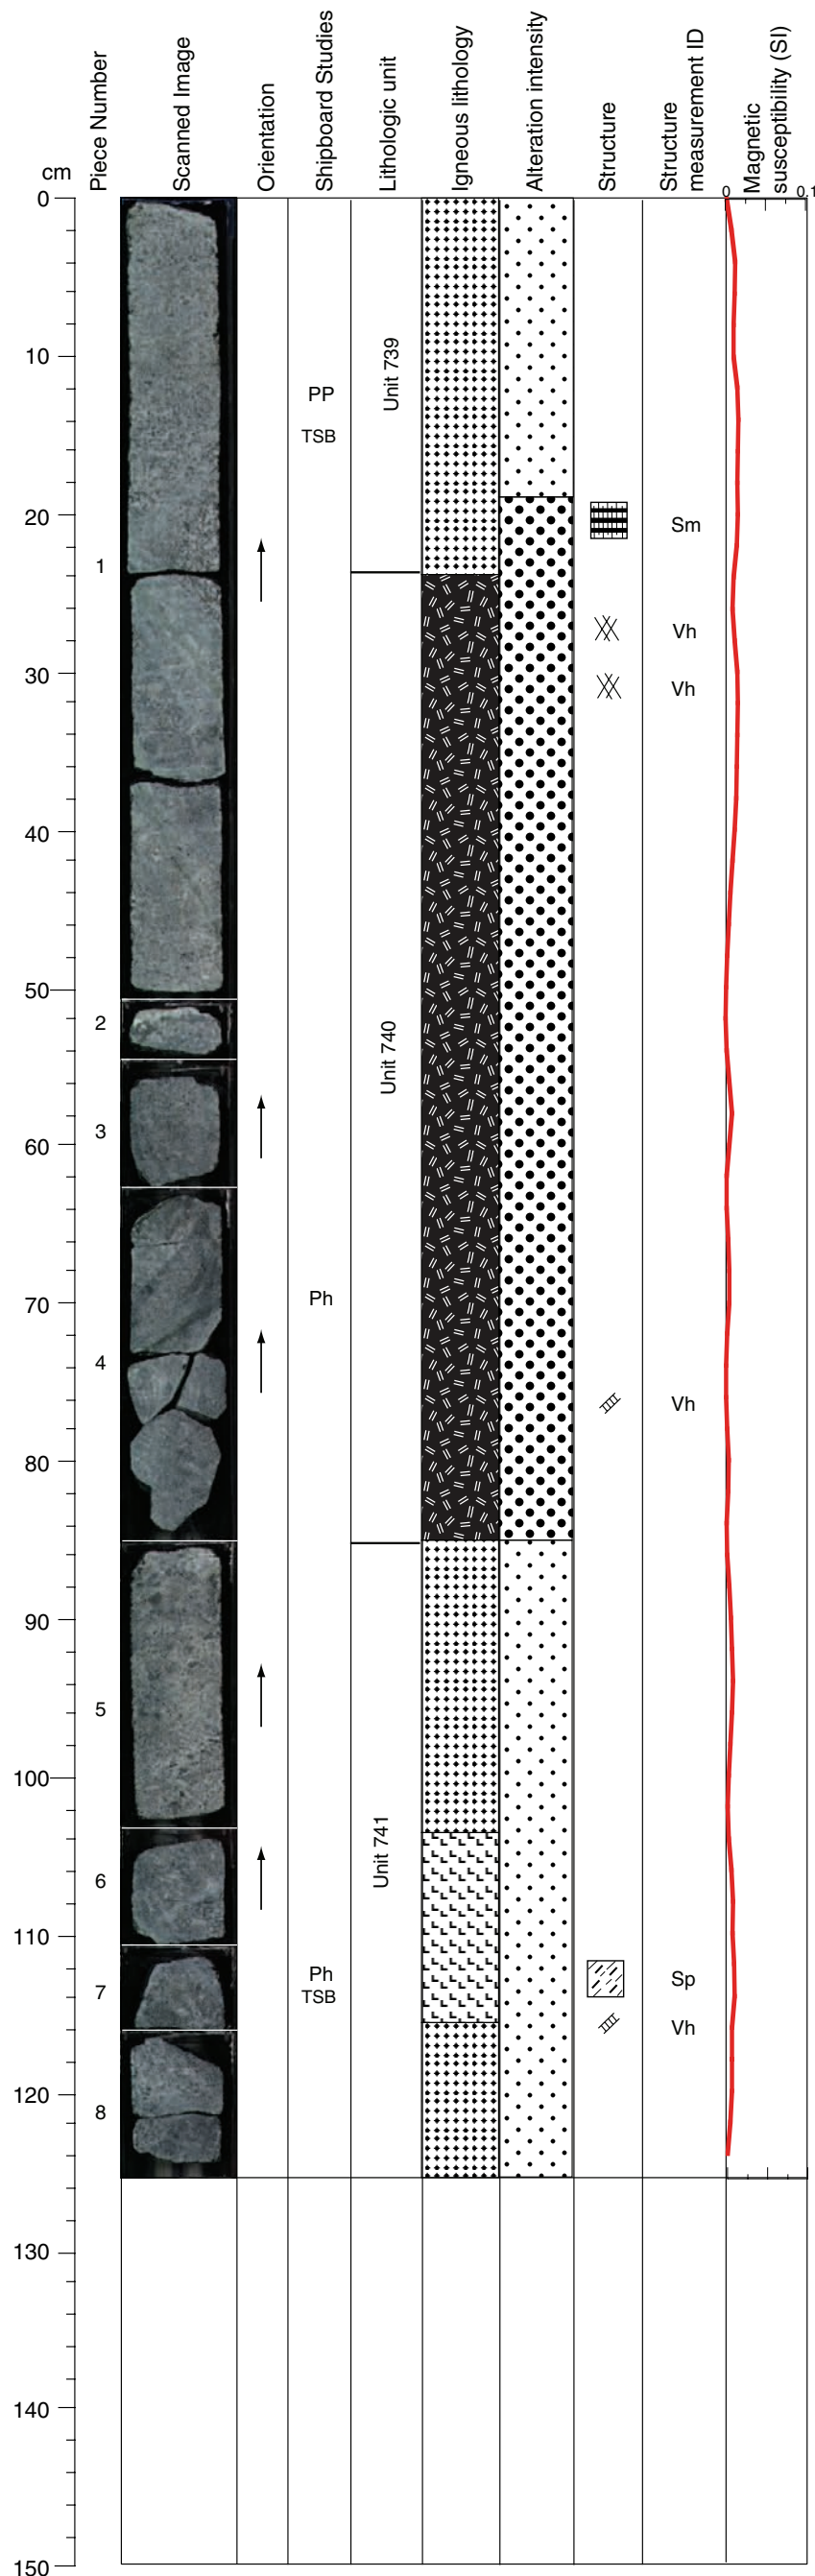 cm
Piece Number
Scanned Image
Orientation
Shipboard Studies
Lithologic unit
Igneous lithology
Alteration intensity
Structure
Structure
measurement ID
Magnetic
susceptibility (SI)
0 0.1
0
10
Unit 739
PP
TSB
20
Sm
1
Vh
30
Vh
40
50
2
Unit 740
3
60
70
Ph
4
Vh
80
90
5
100
Unit 741
6
110
Ph
Sp
7
TSB
Vh
120
8
130
140
150